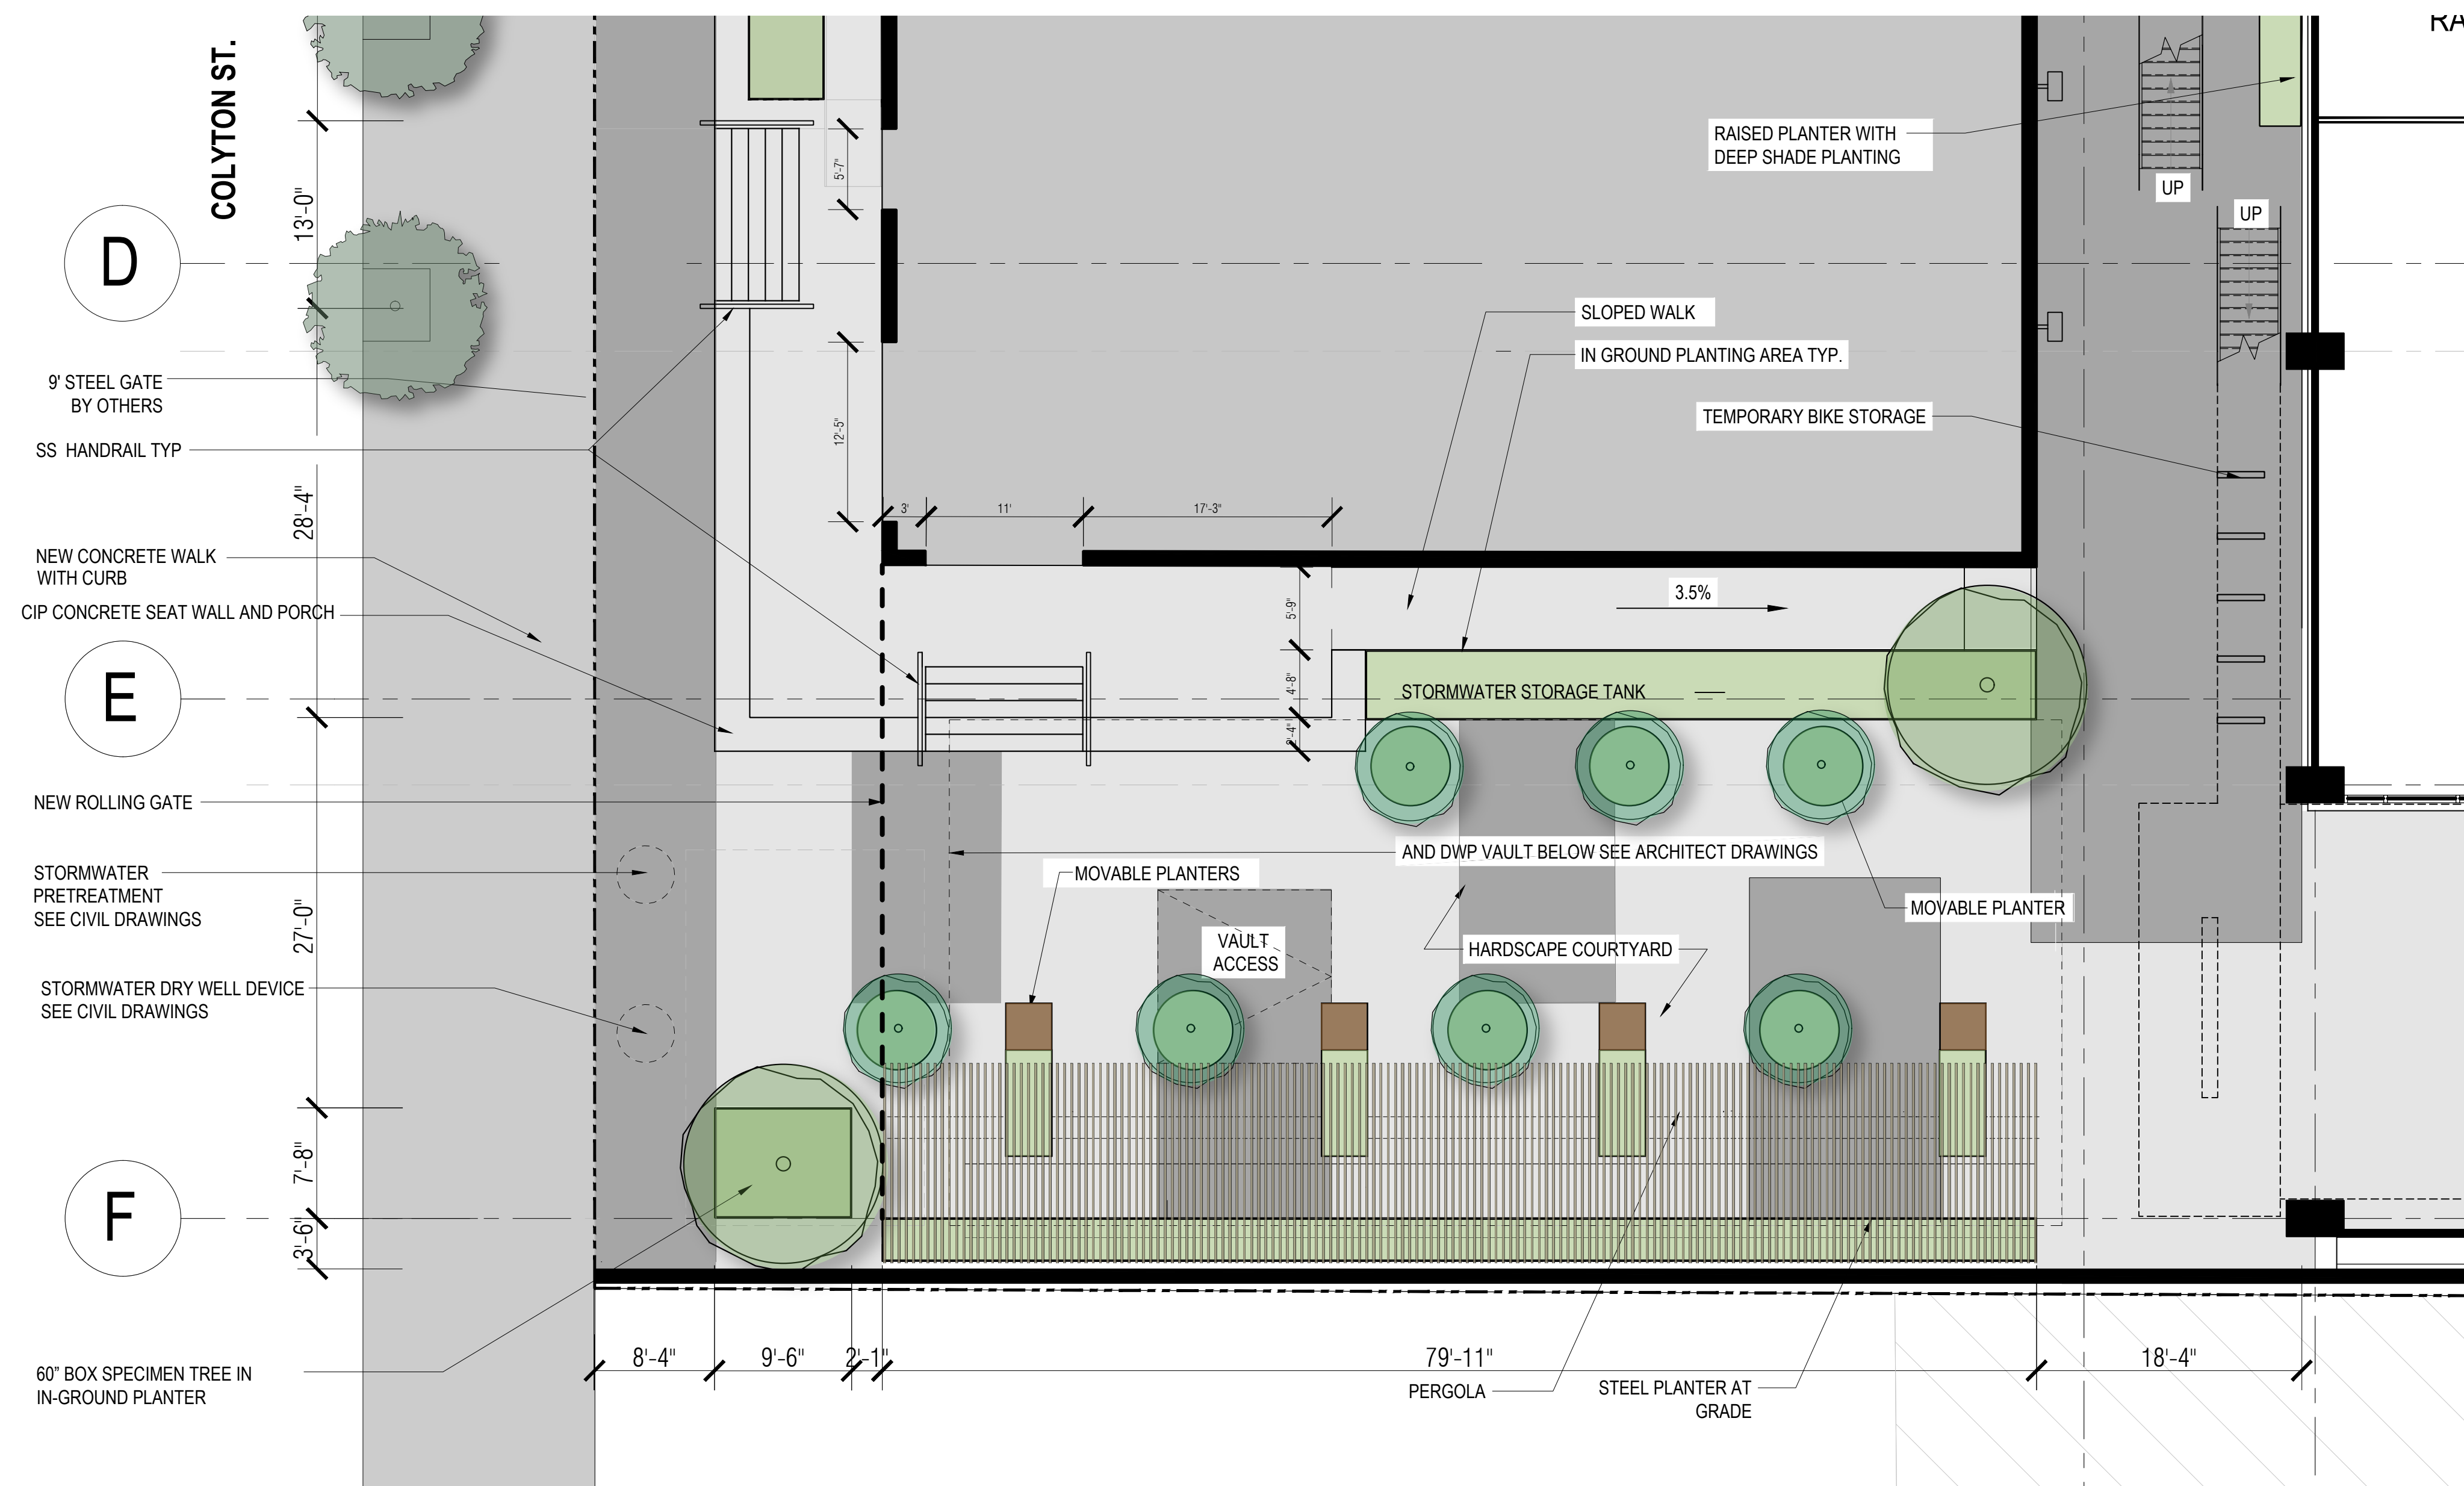 RA
COLYTON ST.
13'-0"
5'-7"
RAISED PLANTER WITH
DEEP SHADE PLANTING
UP
UP
D
SLOPED WALK
IN GROUND PLANTING AREA TYP.
9' STEEL GATE
BY OTHERS
TEMPORARY BIKE STORAGE
SS HANDRAIL TYP
12'-5"
28'-4"
3'
11'
17'-3"
NEW CONCRETE WALK
WITH CURB
CIP CONCRETE SEAT WALL AND PORCH
5'-9"
3.5%
E
4'-8"
STORMWATER STORAGE TANK
NEW ROLLING GATE
AND DWP VAULT BELOW SEE ARCHITECT DRAWINGS
STORMWATER
PRETREATMENT
SEE CIVIL DRAWINGS
MOVABLE PLANTERS
MOVABLE PLANTER
27'-0"
VAULT
ACCESS
HARDSCAPE COURTYARD
STORMWATER DRY WELL DEVICE
SEE CIVIL DRAWINGS
7'-8"
F
3'-6"
8'-4"
9'-6"
2'-1"
79'-11"
18'-4"
60” BOX SPECIMEN TREE IN
IN-GROUND PLANTER
PERGOLA
STEEL PLANTER AT
GRADE